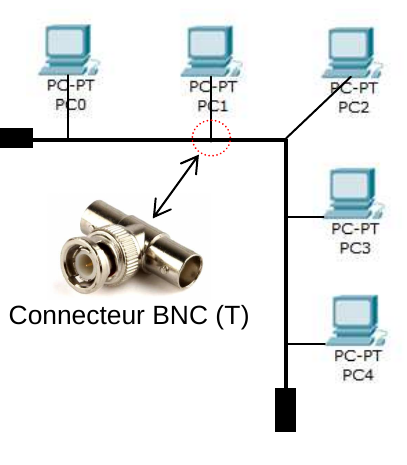 PC-PT
PC0
PC-PT
PC1
PC-PT
PC2
PC-PT
PC3
PC-PT
PC4
Connecteur BNC (T)